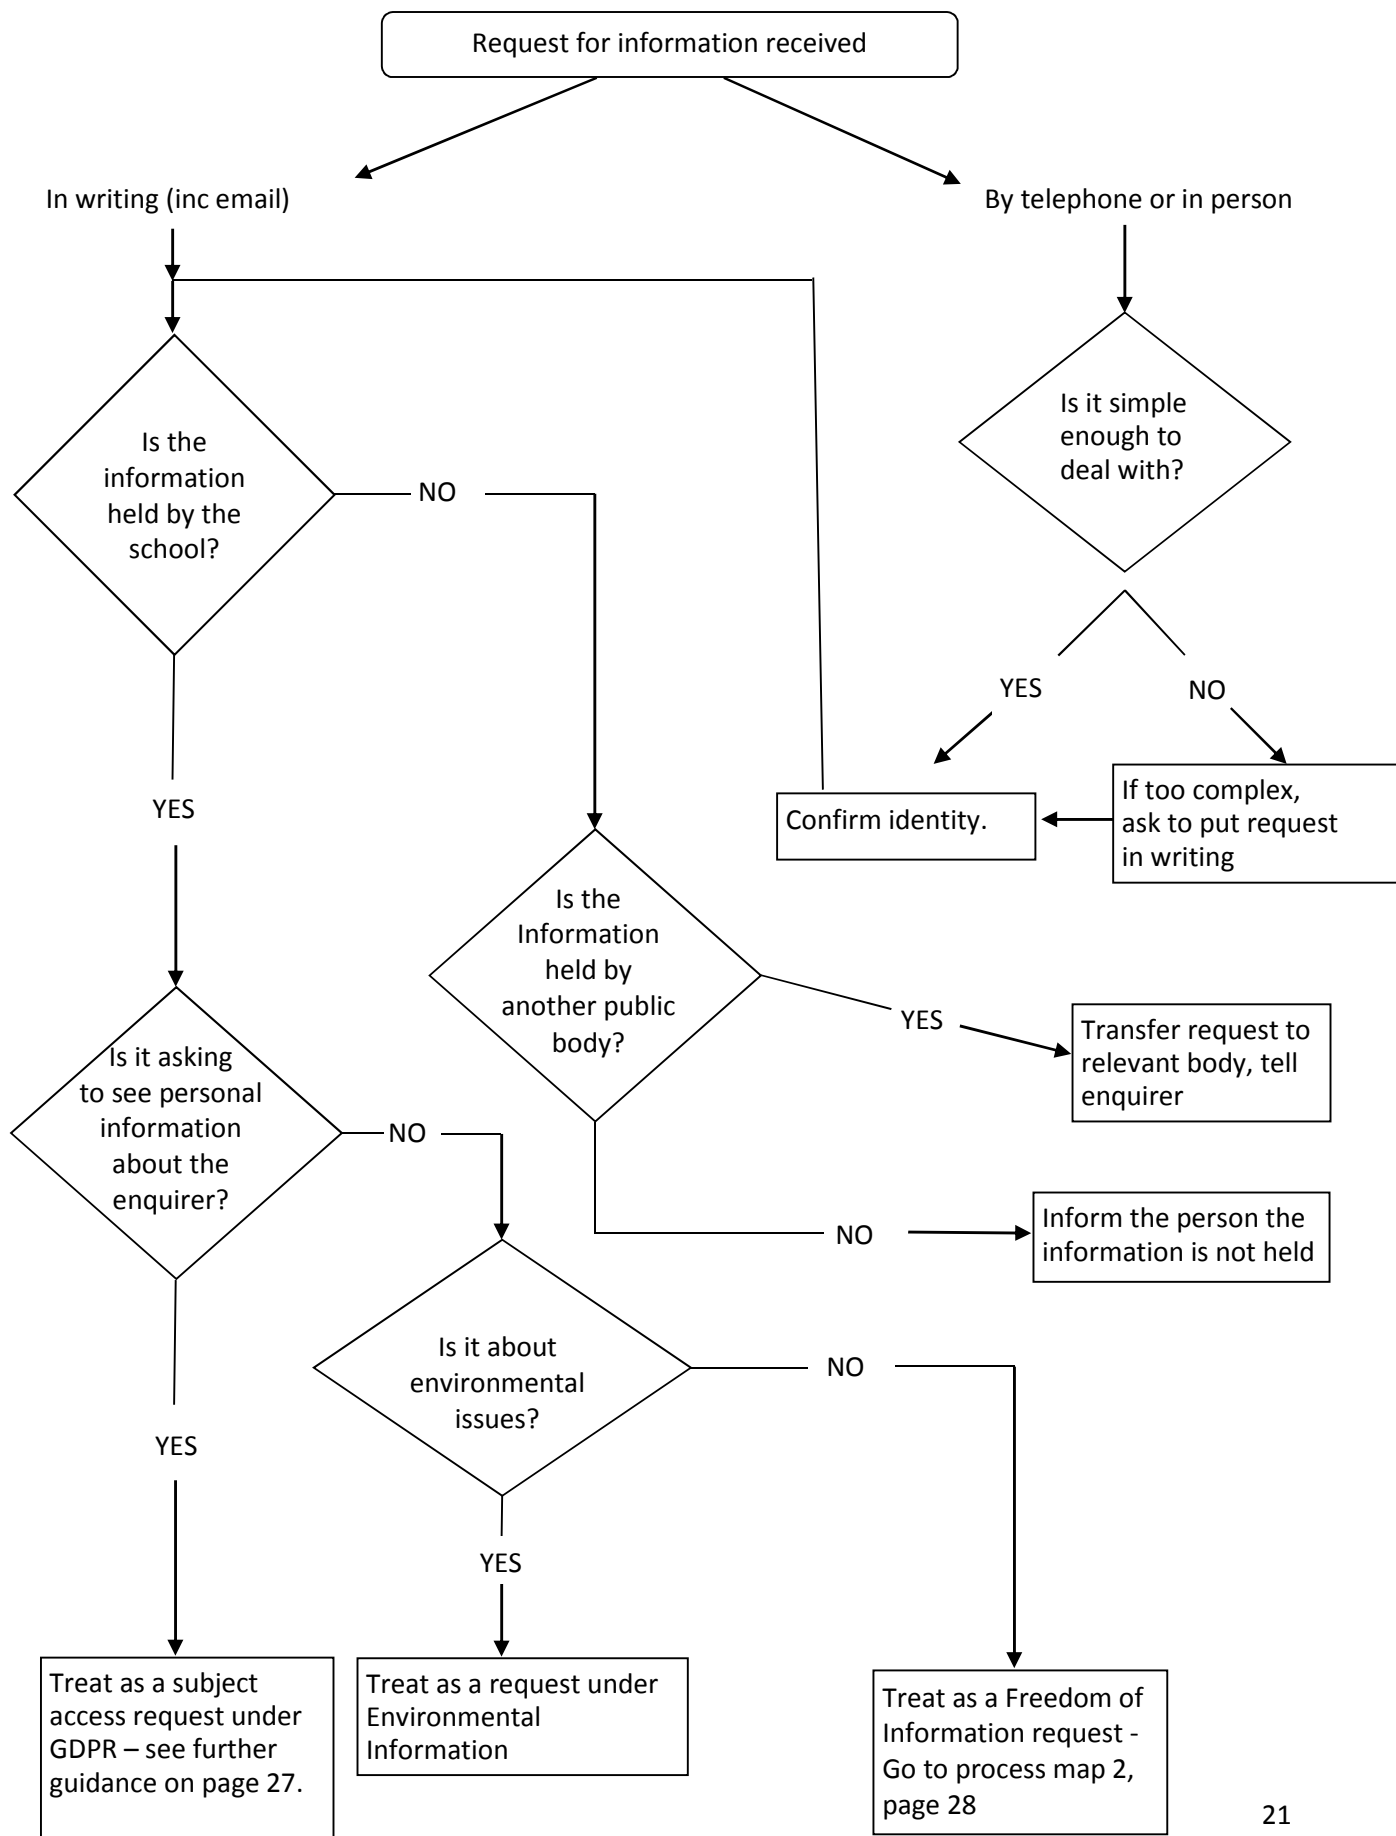 Request for information received
In writing (inc email)
By telephone or in person
Is it simple
enough to
deal with?
Is the
information
held by the
school?
NO
YES
NO
YES
Confirm identity.
If too complex,
ask to put request
in writing
Is the
Information
held by
another public
body?
YES
Transfer request to
relevant body, tell
enquirer
Is it asking
to see personal
information
about the
enquirer?
NO
NO
Inform the person the
information is not held
Is it about
environmental
issues?
NO
YES
YES
Treat as a subject
access request under
GDPR – see further
guidance on page 27.
Treat as a request under
Environmental
Information
Treat as a Freedom of
Information request -
Go to process map 2,
page 28
21